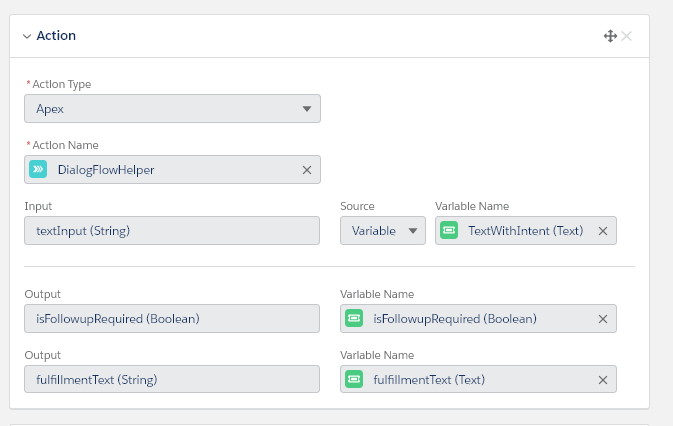 Action
* Action Type
Apex
* Action Name
DialogFlowHelper
Input Source Variable Name
textInput (String) Variable TextWithIntent (Text)
Output Variable Name
isFollowupRequired (Boolean) isFollowupRequired (Boolean)
Output Variable Name
fulfillmentText (String) fulfillmentText (Text)